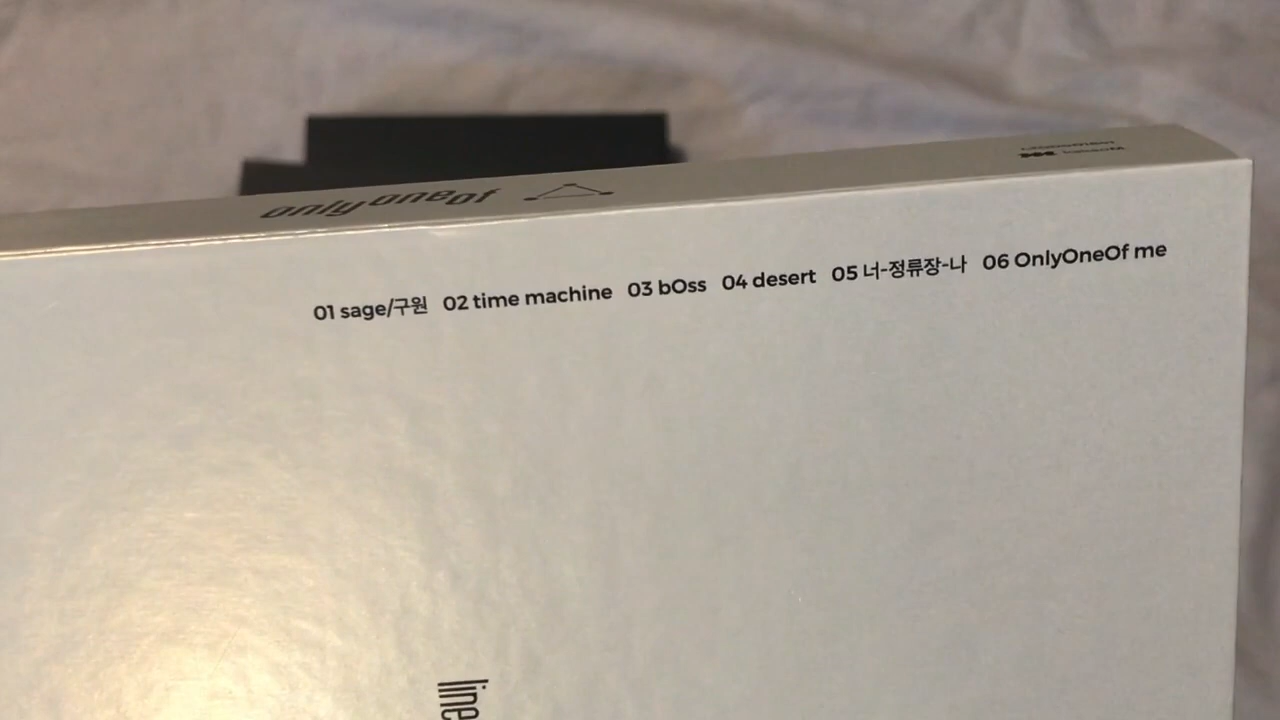 onlyoneof
01 sage/구원 02 time machine 03 bOss 04 desert 05 너-정류장-나 06 OnlyOneOf me
line